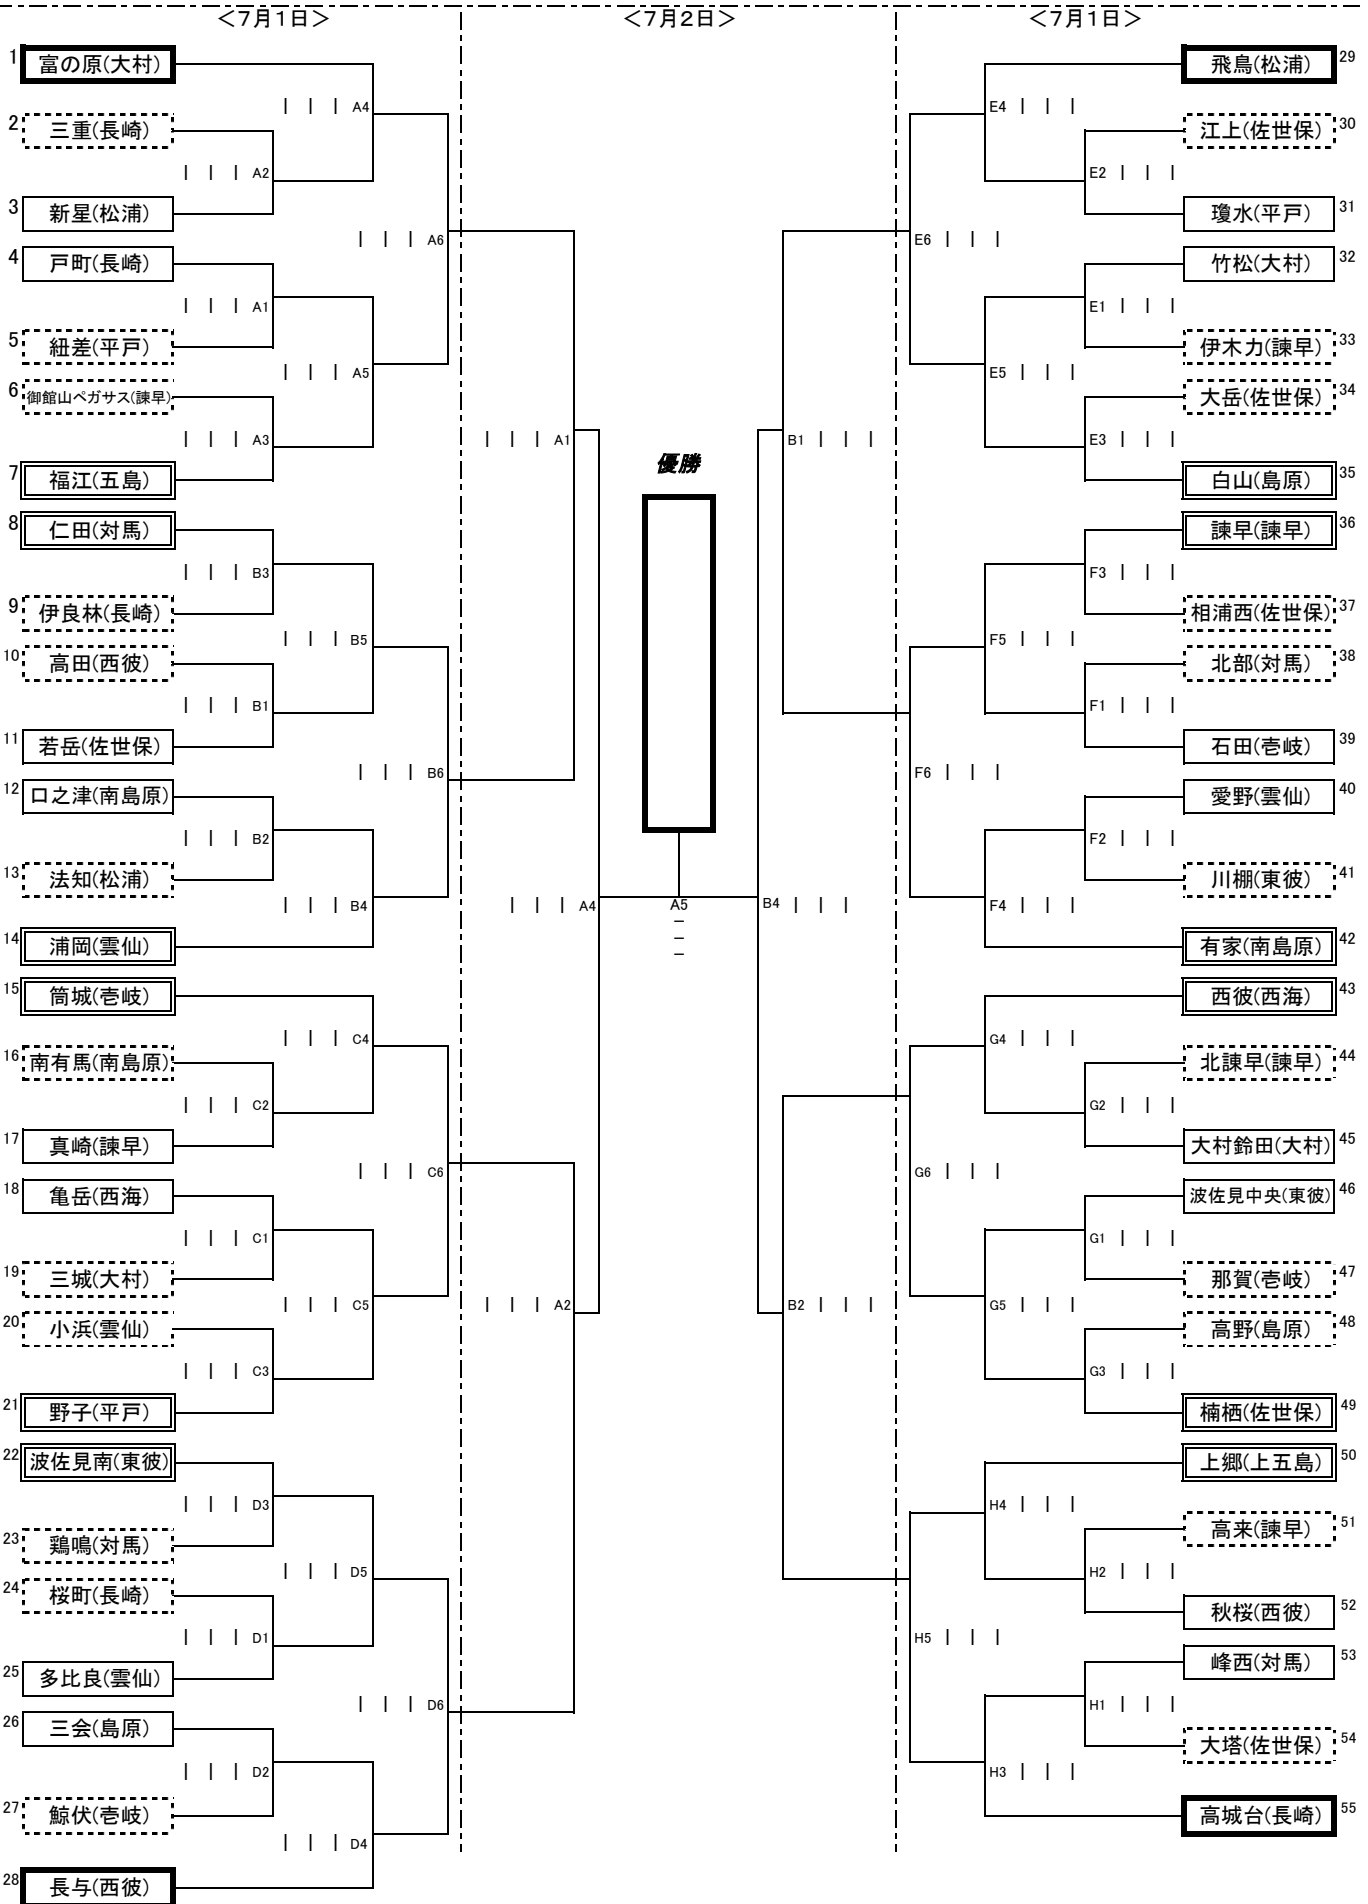 ＜7月1日＞
＜7月2日＞
＜7月1日＞
1 富の原(大村)
A4
2 三重(長崎)
A2
3 新星(松浦)
A6
4 戸町(長崎)
A1
5 紐差(平戸)
A5
6 御館山ペガサス(諫早)
A3
7 福江(五島)
A1
8 仁田(対馬)
B3
9 伊良林(長崎)
B5
10 高田(西彼)
B1
11 若岳(佐世保)
B6
12 口之津(南島原)
B2
13 法知(松浦)
B4
14 浦岡(雲仙)
A4
15 筒城(壱岐)
C4
16 南有馬(南島原)
C2
17 真崎(諫早)
C6
18 亀岳(西海)
C1
19 三城(大村)
C5
20 小浜(雲仙)
C3
21 野子(平戸)
A2
22 波佐見南(東彼)
D3
23 鶏鳴(対馬)
D5
24 桜町(長崎)
D1
25 多比良(雲仙)
D6
26 三会(島原)
D2
27 鯨伏(壱岐)
D4
28 長与(西彼)
優勝
A5
飛鳥(松浦) 29
E4
江上(佐世保) 30
E2
瓊水(平戸) 31
E6
竹松(大村) 32
E1
伊木力(諫早) 33
E5
大岳(佐世保) 34
E3
白山(島原) 35
B1
諫早(諫早) 36
F3
相浦西(佐世保) 37
F5
北部(対馬) 38
F1
石田(壱岐) 39
F6
愛野(雲仙) 40
F2
川棚(東彼) 41
F4
有家(南島原) 42
B4
西彼(西海) 43
G4
北諌早(諫早) 44
G2
大村鈴田(大村) 45
G6
波佐見中央(東彼) 46
G1
那賀(壱岐) 47
G5
高野(島原) 48
G3
楠栖(佐世保) 49
B2
上郷(上五島) 50
H4
高来(諫早) 51
H2
秋桜(西彼) 52
H5
峰西(対馬) 53
H1
大塔(佐世保) 54
H3
高城台(長崎) 55